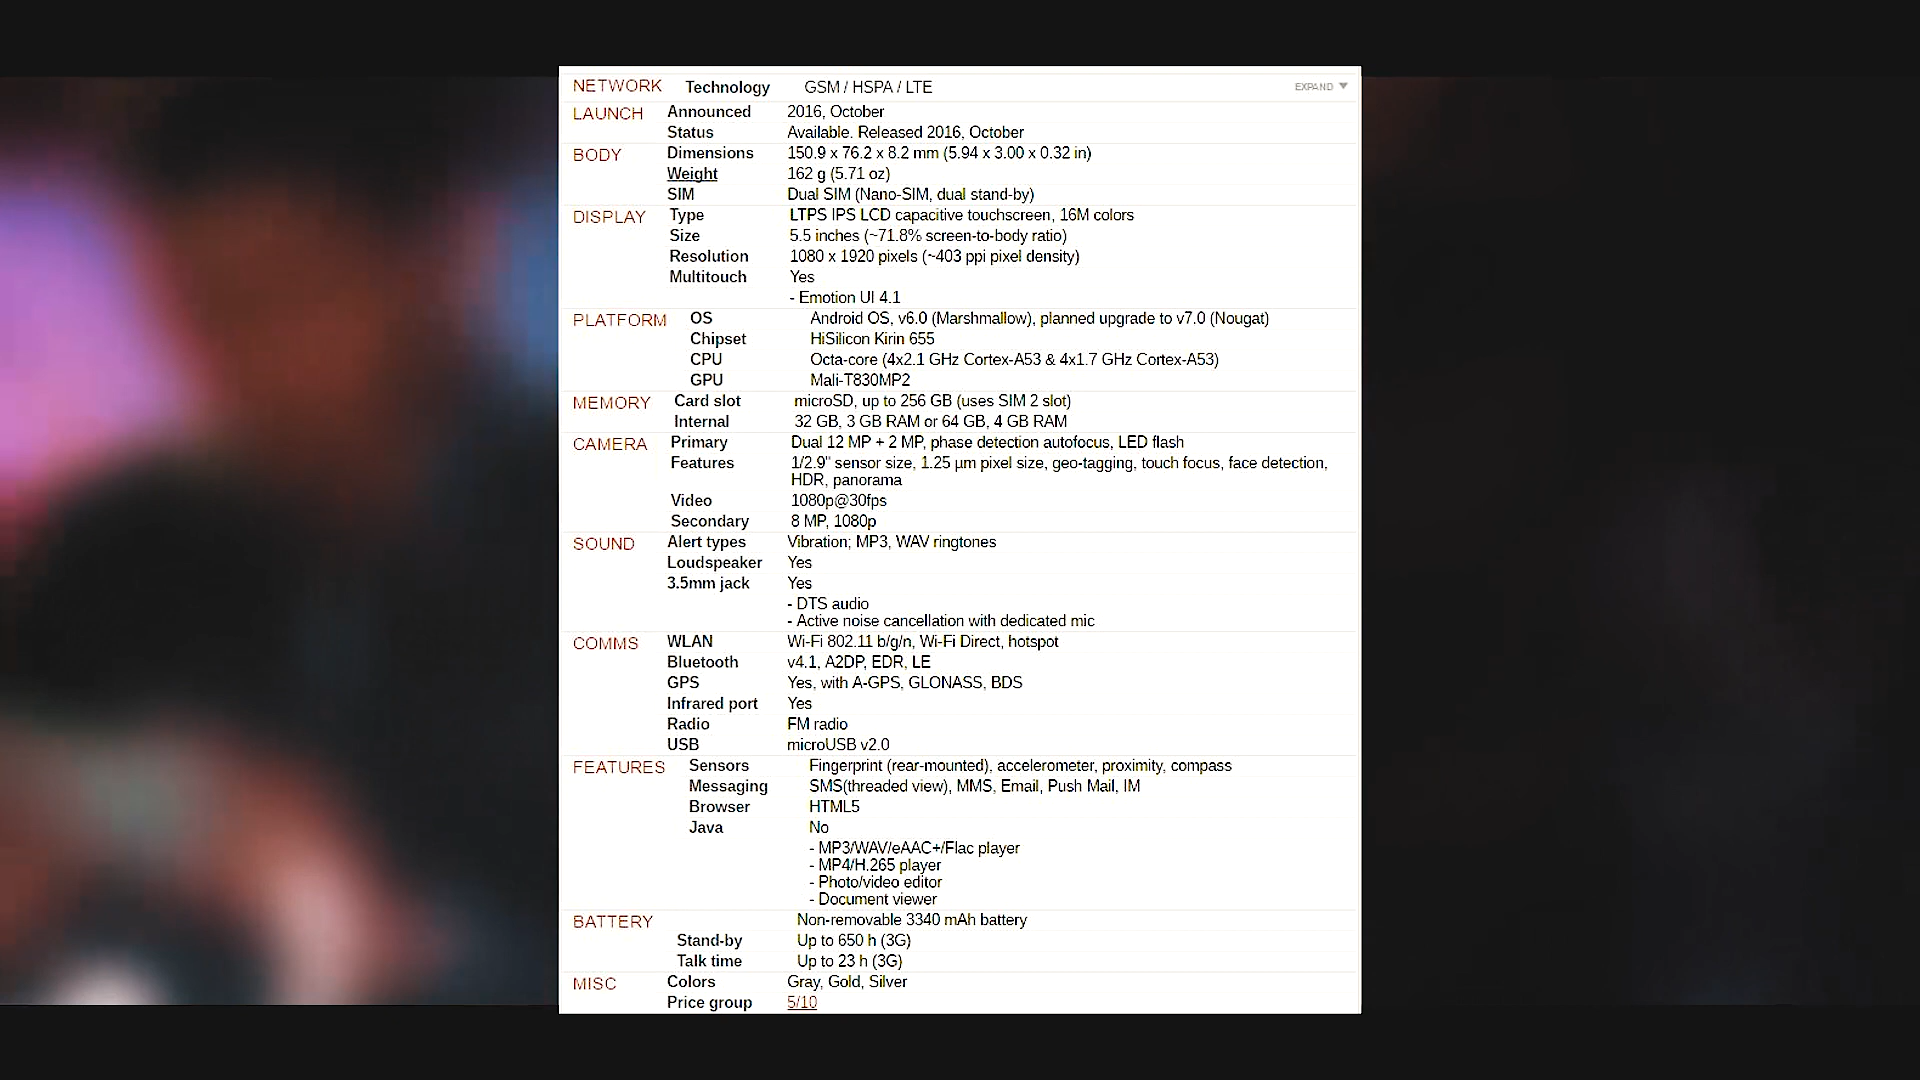 NETWORK Technology GSM / HSPA / LTE EXPAND ▼
LAUNCH Announced 2016, October
Status Available. Released 2016, October
BODY Dimensions 150.9 x 76.2 x 8.2 mm (5.94 x 3.00 x 0.32 in)
Weight 162 g (5.71 oz)
SIM Dual SIM (Nano-SIM, dual stand-by)
DISPLAY Type LTPS IPS LCD capacitive touchscreen, 16M colors
Size 5.5 inches (~71.8% screen-to-body ratio)
Resolution 1080 x 1920 pixels (~403 ppi pixel density)
Multitouch Yes
- Emotion UI 4.1
PLATFORM OS Android OS, v6.0 (Marshmallow), planned upgrade to v7.0 (Nougat)
Chipset HiSilicon Kirin 655
CPU Octa-core (4x2.1 GHz Cortex-A53 & 4x1.7 GHz Cortex-A53)
GPU Mali-T830MP2
MEMORY Card slot microSD, up to 256 GB (uses SIM 2 slot)
Internal 32 GB, 3 GB RAM or 64 GB, 4 GB RAM
CAMERA Primary Dual 12 MP + 2 MP, phase detection autofocus, LED flash
Features 1/2.9" sensor size, 1.25 µm pixel size, geo-tagging, touch focus, face detection,
HDR, panorama
Video 1080p@30fps
Secondary 8 MP, 1080p
SOUND Alert types Vibration; MP3, WAV ringtones
Loudspeaker Yes
3.5mm jack Yes
- DTS audio
- Active noise cancellation with dedicated mic
COMMS WLAN Wi-Fi 802.11 b/g/n, Wi-Fi Direct, hotspot
Bluetooth v4.1, A2DP, EDR, LE
GPS Yes, with A-GPS, GLONASS, BDS
Infrared port Yes
Radio FM radio
USB microUSB v2.0
FEATURES Sensors Fingerprint (rear-mounted), accelerometer, proximity, compass
Messaging SMS(threaded view), MMS, Email, Push Mail, IM
Browser HTML5
Java No
- MP3/WAV/eAAC+/Flac player
- MP4/H.265 player
- Photo/video editor
- Document viewer
BATTERY Non-removable 3340 mAh battery
Stand-by Up to 650 h (3G)
Talk time Up to 23 h (3G)
MISC Colors Gray, Gold, Silver
Price group 5/10